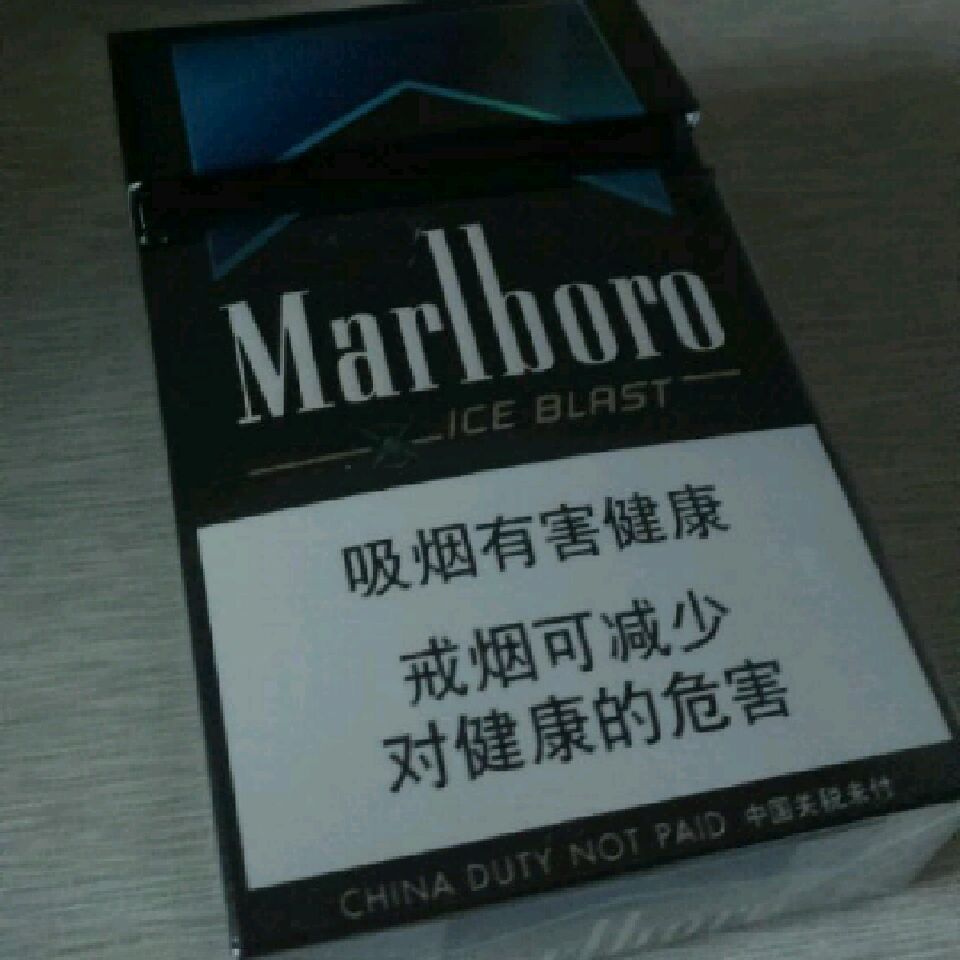 Marlboro
ICE BLAST
吸烟有害健康
戒烟可减少
对健康的危害
CHINA DUTY NOT PAID 中国关税未付
Marlboro